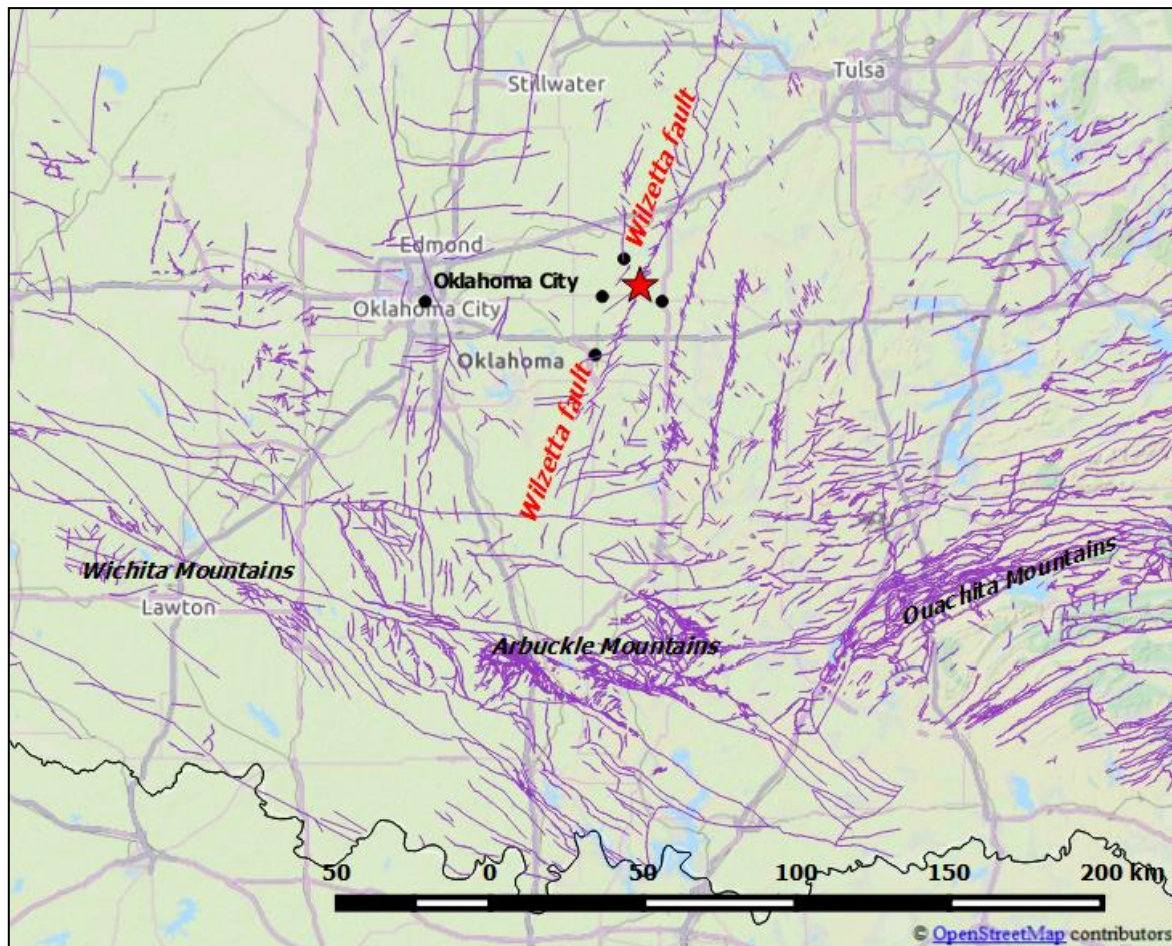 Stillwater
Tulsa
Wilzetta fault
Edmond
Oklahoma City
Oklahoma City
Oklahoma
Wilzetta fault
Wichita Mountains
Lawton
Ouachita Mountains
Arbuckle Mountains
50 0 50 100 150 200 km
© OpenStreetMap contributors